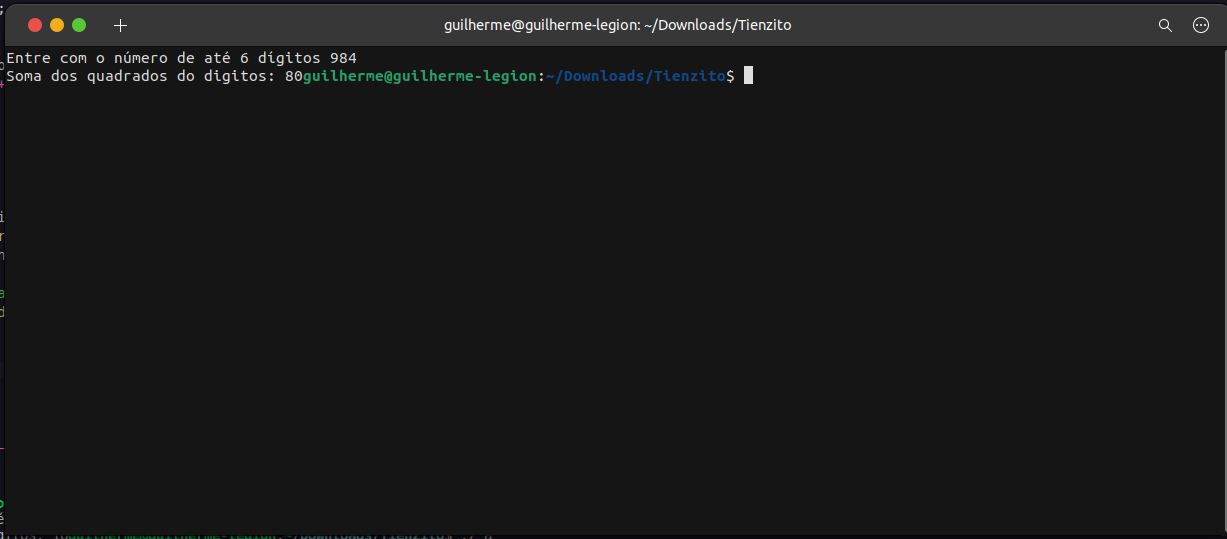 guilherme@guilherme-legion: ~/Downloads/Tienzito
Entre com o número de até 6 dígitos 984
Soma dos quadrados do digitos: 80guilherme@guilherme-legion:~/Downloads/Tienzito$